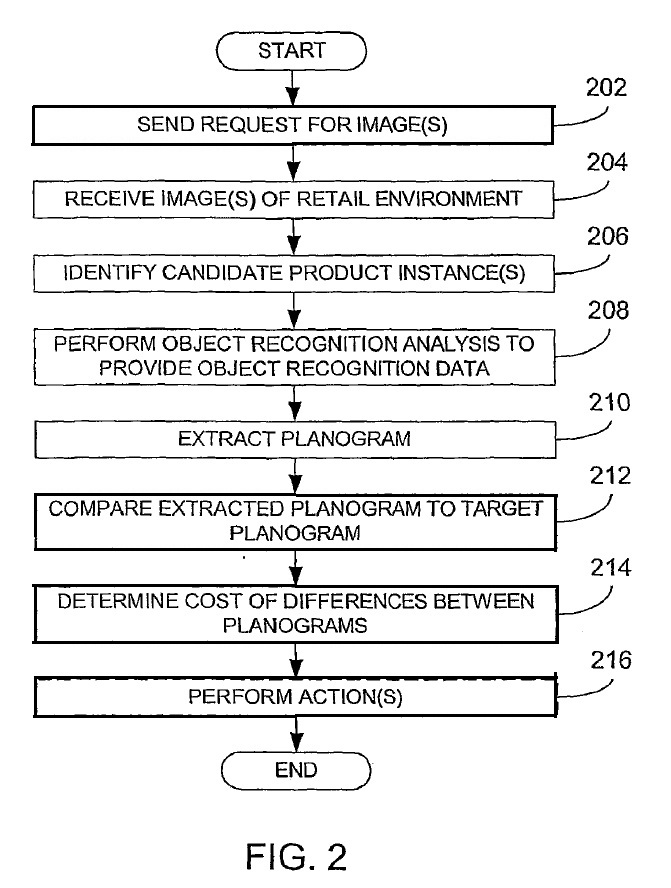 START
202
SEND REQUEST FOR IMAGE(S)
204
RECEIVE IMAGE(S) OF RETAIL ENVIRONMENT
206
IDENTIFY CANDIDATE PRODUCT INSTANCE(S)
208
PERFORM OBJECT RECOGNITION ANALYSIS TO
PROVIDE OBJECT RECOGNITION DATA
210
EXTRACT PLANOGRAM
212
COMPARE EXTRACTED PLANOGRAM TO TARGET
PLANOGRAM
214
DETERMINE COST OF DIFFERENCES BETWEEN
PLANOGRAMS
216
PERFORM ACTION(S)
END
FIG. 2